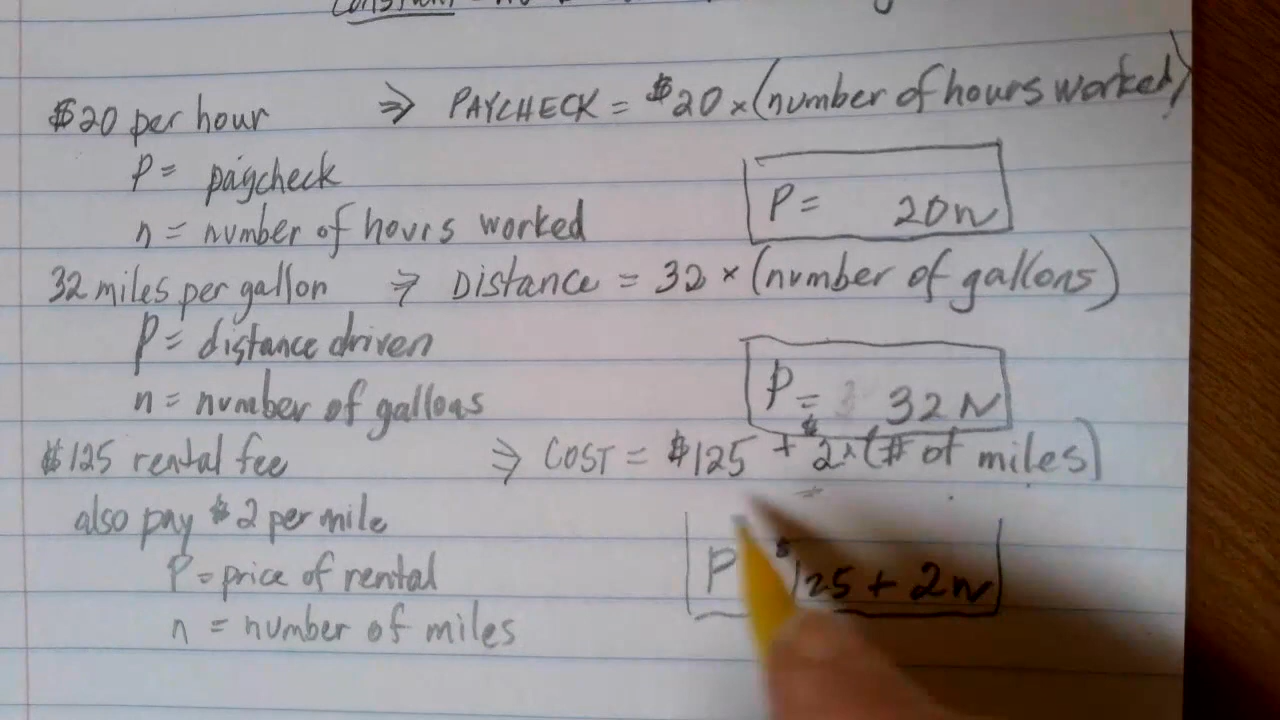 Constant
$20 per hour ⇒ PAYCHECK = $20 × (number of hours worked)
P = paycheck
P = 20n
n = number of hours worked
32 miles per gallon ⇒ DISTANCE = 32 × (number of gallons)
P = distance driven
P = 32n
n = number of gallons
$125 rental fee ⇒ COST = $125 + $2 × (# of miles)
also pay $2 per mile
P $125 + 2n
P = price of rental
n = number of miles